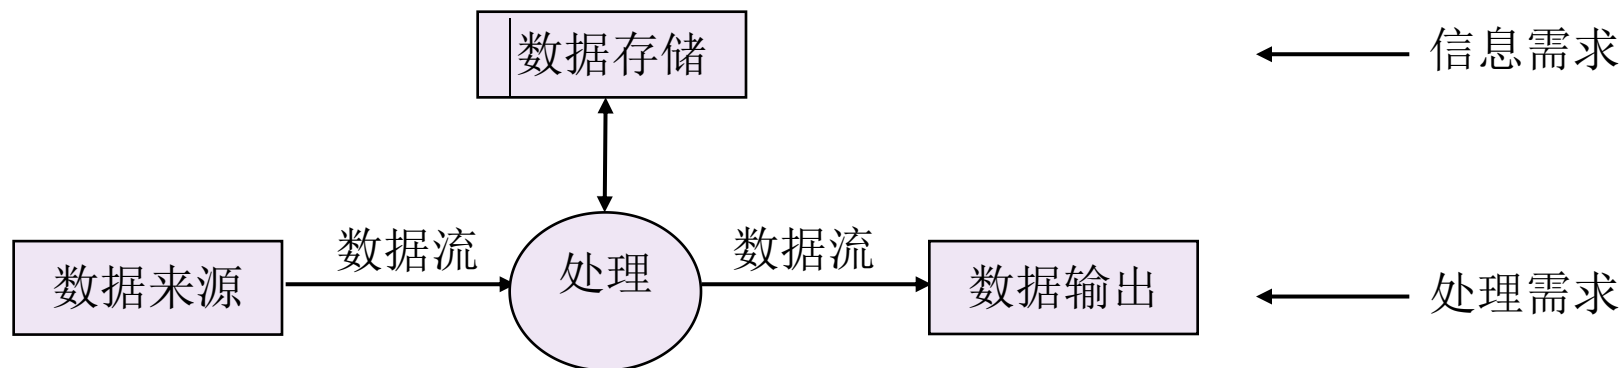 数据存储
信息需求
数据来源
数据流
处理
数据流
数据输出
处理需求